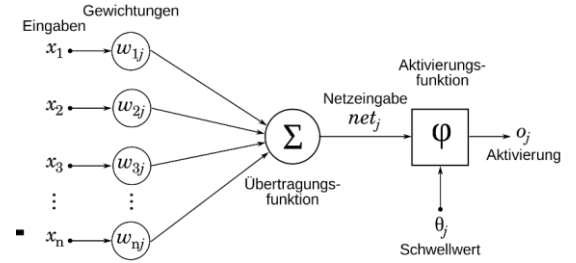 Eingaben
Gewichtungen
x₁
w₁ⱼ
x₂
w₂ⱼ
x₃
w₃ⱼ
⋮
⋮
xₙ
wₙⱼ
Σ
Übertragungs-
funktion
Netzeingabe
netⱼ
Aktivierungs-
funktion
φ
oⱼ
Aktivierung
θⱼ
Schwellwert